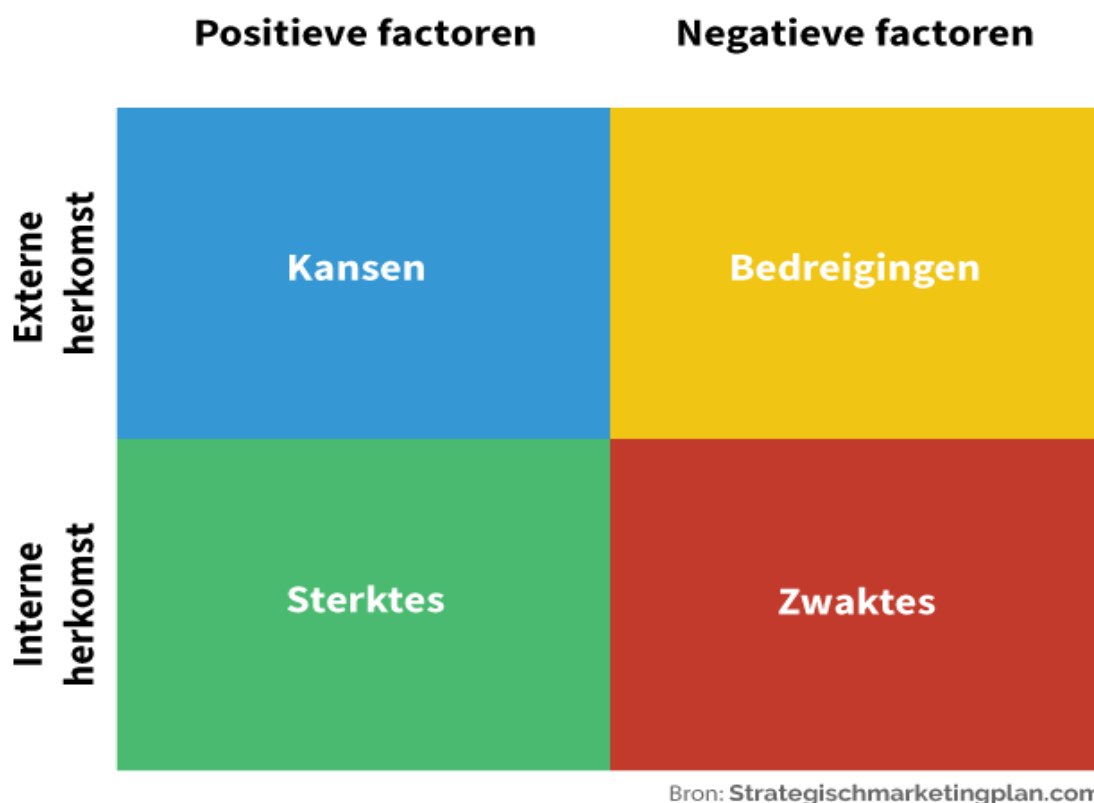 Positieve factoren
Negatieve factoren
Externe
herkomst
Kansen
Bedreigingen
Interne
herkomst
Sterktes
Zwaktes
Bron: Strategischmarketingplan.com